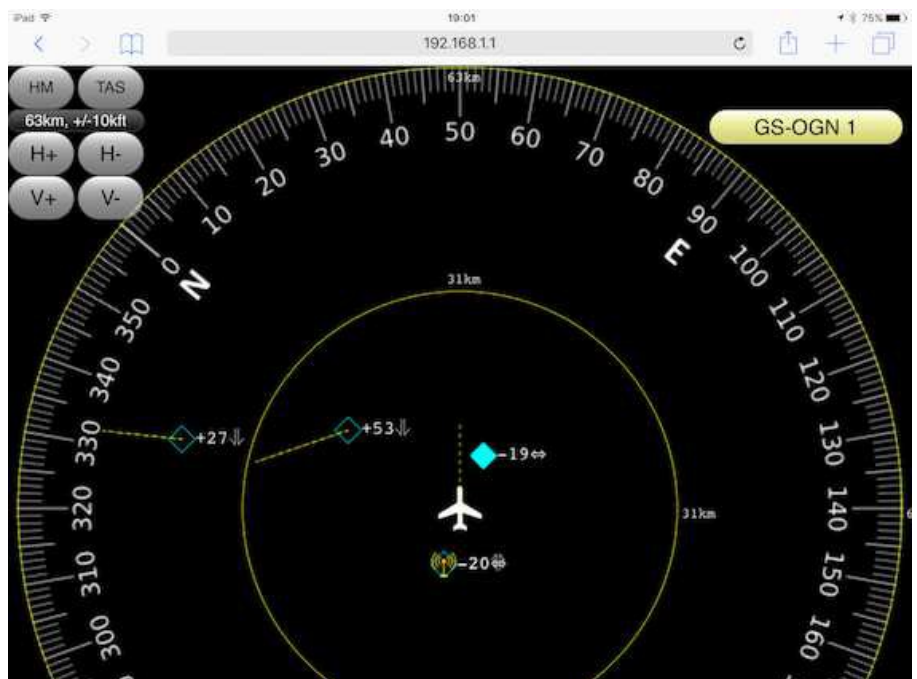 iPad 19:01 75%
192.168.1.1
HM TAS
63km, +/-10kft
H+ H-
V+ V-
GS-OGN 1
63km
300 310 320 330 340 350 0 10 20 30 40 50 60 70 80 90 100 110 120 130 140 150 160
N
E
31km
+27
+53
-19
31km
-20